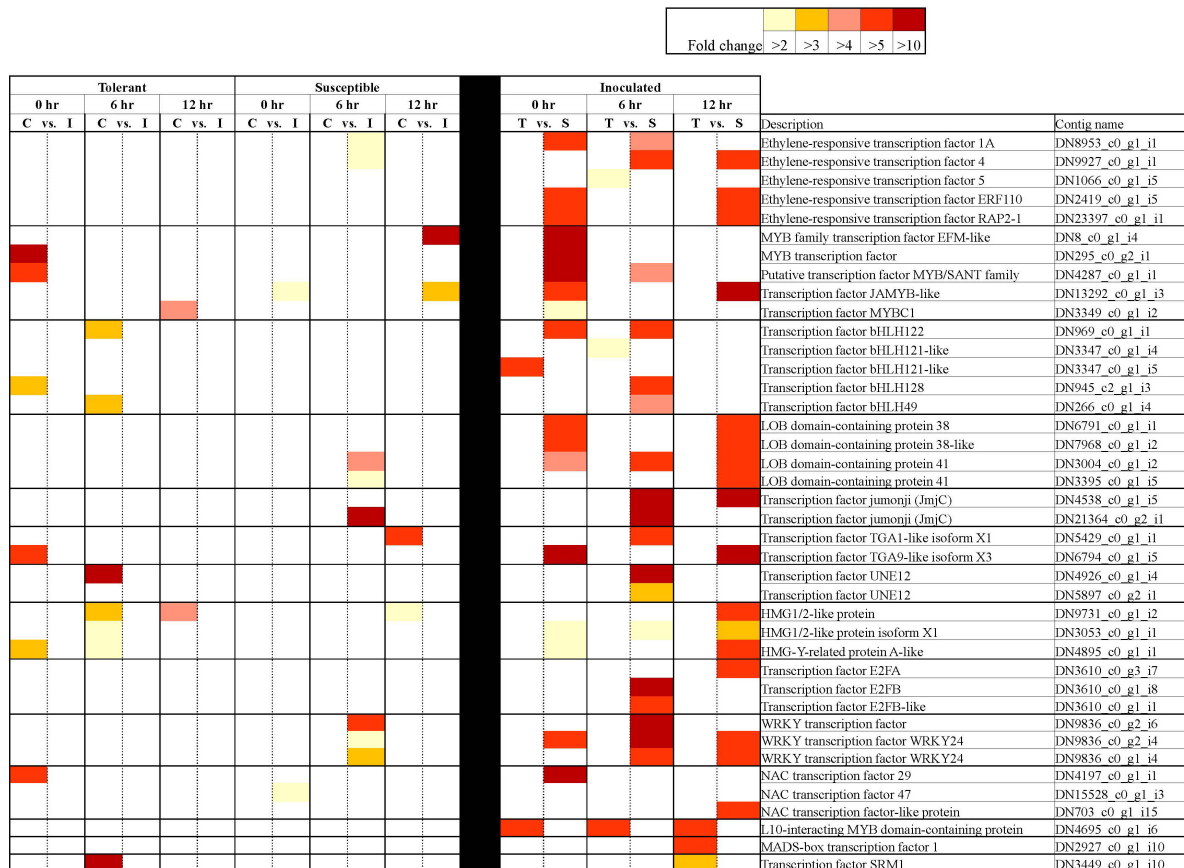 Fold change >2 >3 >4 >5 >10
Tolerant Susceptible Inoculated
0 hr 6 hr 12 hr 0 hr 6 hr 12 hr 0 hr 6 hr 12 hr
C vs. I C vs. I C vs. I C vs. I C vs. I C vs. I T vs. S T vs. S T vs. S Description Contig name
Ethylene-responsive transcription factor 1A DN8953_c0_g1_i1
Ethylene-responsive transcription factor 4 DN9927_c0_g1_i1
Ethylene-responsive transcription factor 5 DN1066_c0_g1_i5
Ethylene-responsive transcription factor ERF110 DN2419_c0_g1_i5
Ethylene-responsive transcription factor RAP2-1 DN23397_c0_g1_i1
MYB family transcription factor EFM-like DN8_c0_g1_i4
MYB transcription factor DN295_c0_g2_i1
Putative transcription factor MYB/SANT family DN4287_c0_g1_i1
Transcription factor JAMYB-like DN13292_c0_g1_i3
Transcription factor MYBC1 DN3349_c0_g1_i2
Transcription factor bHLH122 DN969_c0_g1_i1
Transcription factor bHLH121-like DN3347_c0_g1_i4
Transcription factor bHLH121-like DN3347_c0_g1_i5
Transcription factor bHLH128 DN945_c2_g1_i3
Transcription factor bHLH49 DN266_c0_g1_i4
LOB domain-containing protein 38 DN6791_c0_g1_i1
LOB domain-containing protein 38-like DN7968_c0_g1_i2
LOB domain-containing protein 41 DN3004_c0_g1_i2
LOB domain-containing protein 41 DN3395_c0_g1_i5
Transcription factor jumonji (JmjC) DN4538_c0_g1_i5
Transcription factor jumonji (JmjC) DN21364_c0_g2_i1
Transcription factor TGA1-like isoform X1 DN5429_c0_g1_i1
Transcription factor TGA9-like isoform X3 DN6794_c0_g1_i5
Transcription factor UNE12 DN4926_c0_g1_i4
Transcription factor UNE12 DN5897_c0_g2_i1
HMG1/2-like protein DN9731_c0_g1_i2
HMG1/2-like protein isoform X1 DN3053_c0_g1_i1
HMG-Y-related protein A-like DN4895_c0_g1_i1
Transcription factor E2FA DN3610_c0_g3_i7
Transcription factor E2FB DN3610_c0_g1_i8
Transcription factor E2FB-like DN3610_c0_g1_i1
WRKY transcription factor DN9836_c0_g2_i6
WRKY transcription factor WRKY24 DN9836_c0_g2_i4
WRKY transcription factor WRKY24 DN9836_c0_g1_i4
NAC transcription factor 29 DN4197_c0_g1_i1
NAC transcription factor 47 DN15528_c0_g1_i3
NAC transcription factor-like protein DN703_c0_g1_i15
L10-interacting MYB domain-containing protein DN4695_c0_g1_i6
MADS-box transcription factor 1 DN2927_c0_g1_i10
Transcription factor SRM1 DN3449_c0_g1_i10